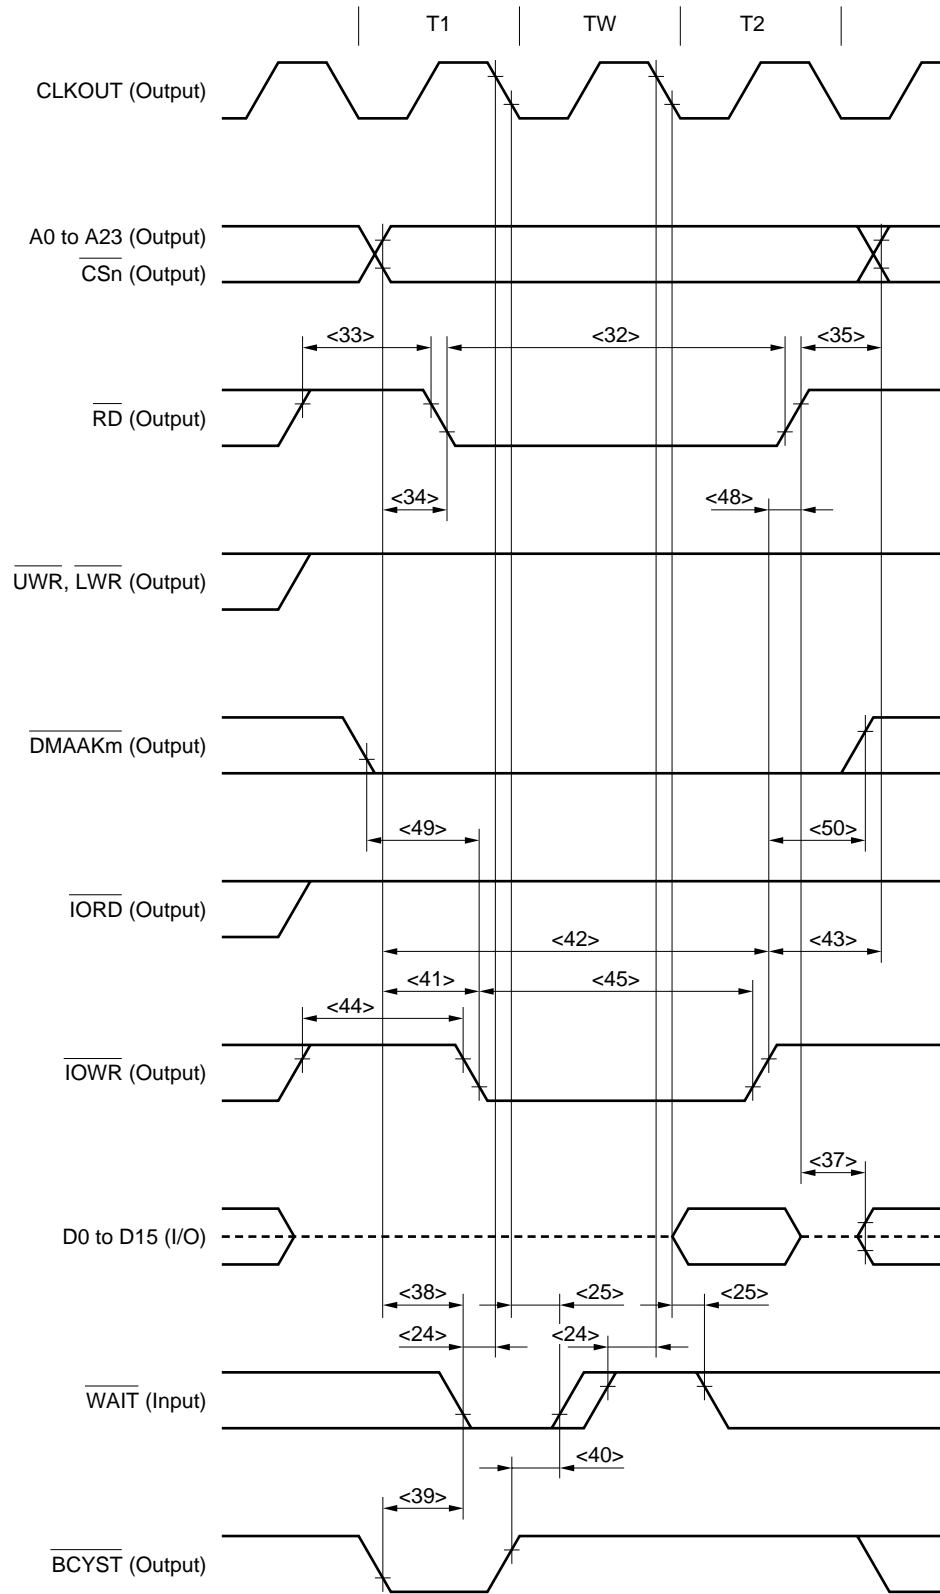 T1 TW T2
CLKOUT (Output)
A0 to A23 (Output)
CSn (Output)
<33> <32> <35>
RD (Output)
<34> <48>
UWR, LWR (Output)
DMAAKm (Output)
<49> <50>
IORD (Output)
<42> <43>
<41> <45>
<44>
IOWR (Output)
<37>
D0 to D15 (I/O)
<38> <25> <25>
<24> <24>
WAIT (Input)
<40>
<39>
BCYST (Output)